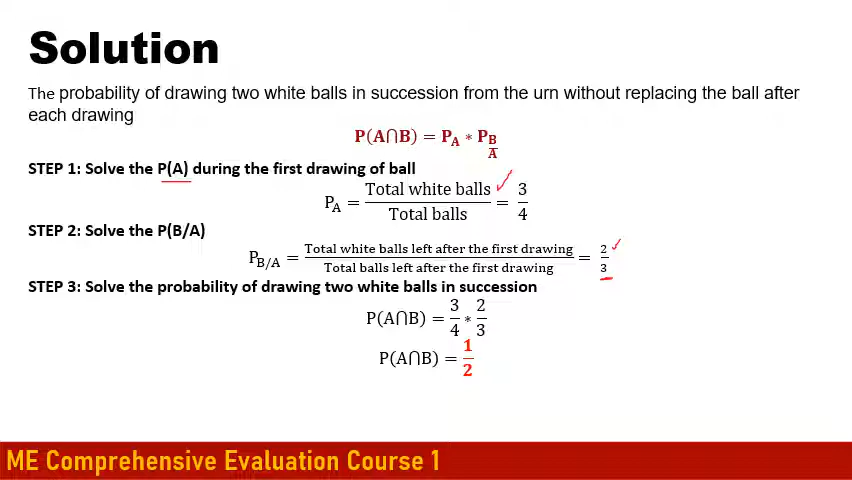 Solution
The probability of drawing two white balls in succession from the urn without replacing the ball after
each drawing
P(A∩B) = P_A * P_{B/A}
STEP 1: Solve the P(A) during the first drawing of ball
P_A = Total white balls / Total balls = 3/4
STEP 2: Solve the P(B/A)
P_{B/A} = Total white balls left after the first drawing / Total balls left after the first drawing = 2/3
STEP 3: Solve the probability of drawing two white balls in succession
P(A∩B) = 3/4 * 2/3
P(A∩B) = 1/2
ME Comprehensive Evaluation Course 1